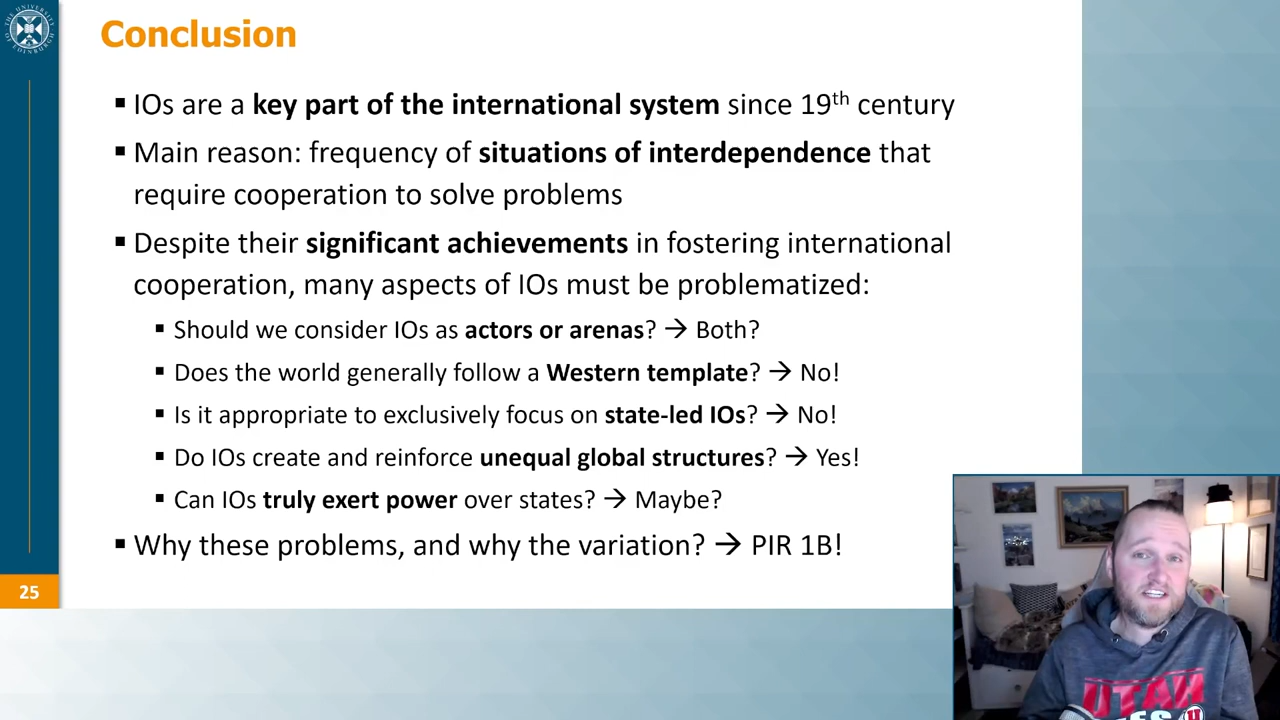 THE UNIVERSITY OF EDINBURGH
Conclusion
▪ IOs are a key part of the international system since 19th century
▪ Main reason: frequency of situations of interdependence that
require cooperation to solve problems
▪ Despite their significant achievements in fostering international
cooperation, many aspects of IOs must be problematized:
▪ Should we consider IOs as actors or arenas? → Both?
▪ Does the world generally follow a Western template? → No!
▪ Is it appropriate to exclusively focus on state-led IOs? → No!
▪ Do IOs create and reinforce unequal global structures? → Yes!
▪ Can IOs truly exert power over states? → Maybe?
▪ Why these problems, and why the variation? → PIR 1B!
25
UTAH